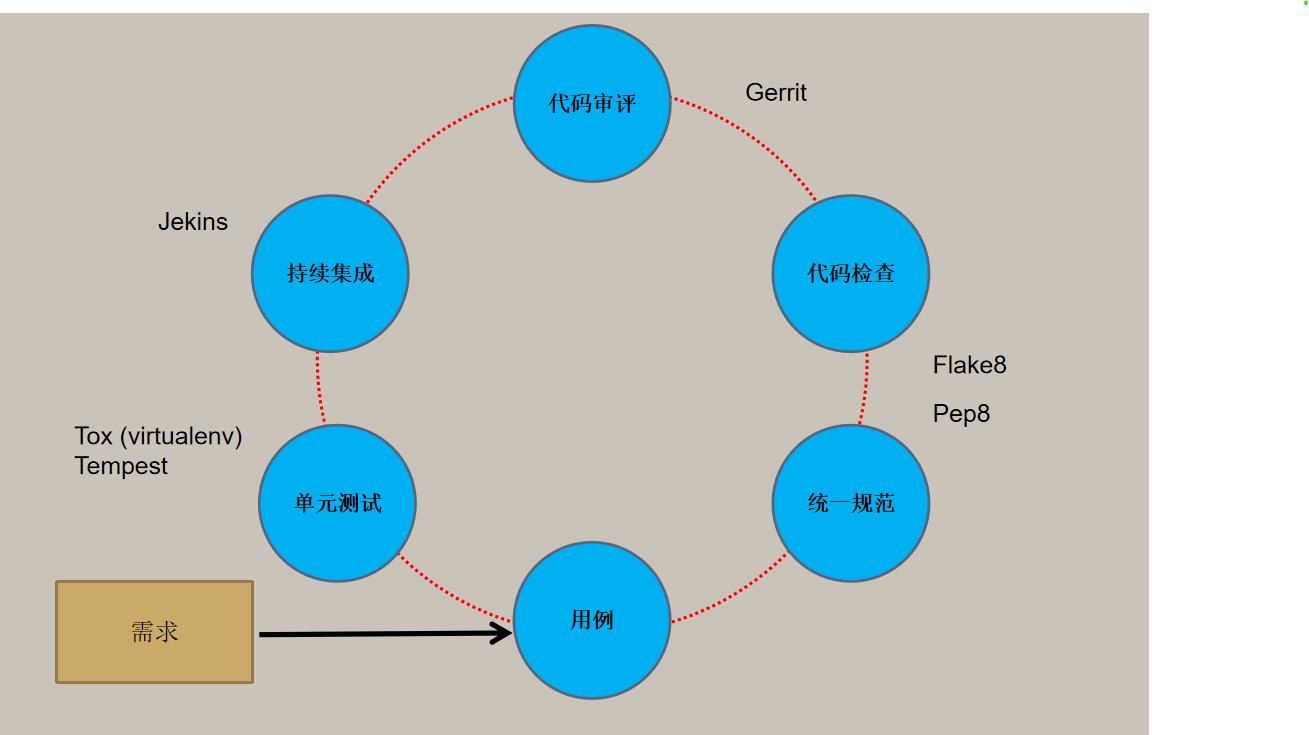 代码审评
Gerrit
Jekins
持续集成
代码检查
Flake8
Pep8
Tox (virtualenv)
Tempest
单元测试
统一规范
用例
需求